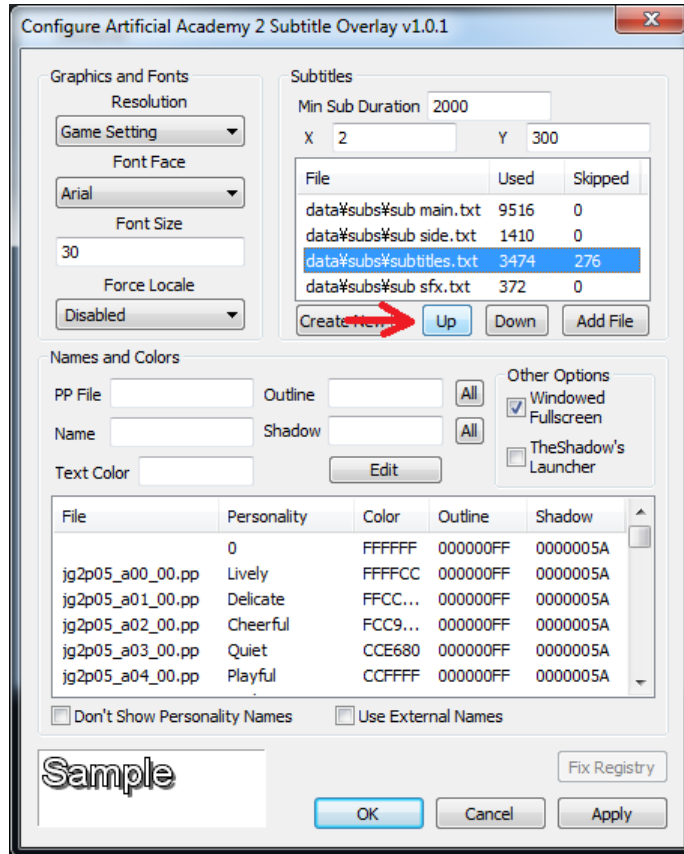 Configure Artificial Academy 2 Subtitle Overlay v1.0.1
Graphics and Fonts
Resolution
Game Setting
Font Face
Arial
Font Size
30
Force Locale
Disabled
Subtitles
Min Sub Duration 2000
X 2 Y 300
File Used Skipped
data¥subs¥sub main.txt 9516 0
data¥subs¥sub side.txt 1410 0
data¥subs¥subtitles.txt 3474 276
data¥subs¥sub sfx.txt 372 0
Create New Up Down Add File
Names and Colors
PP File Outline All
Name Shadow All
Text Color Edit
Other Options
Windowed
Fullscreen
TheShadow's
Launcher
File Personality Color Outline Shadow
0 FFFFFF 000000FF 0000005A
jg2p05_a00_00.pp Lively FFFFCC 000000FF 0000005A
jg2p05_a01_00.pp Delicate FFCC... 000000FF 0000005A
jg2p05_a02_00.pp Cheerful FCC9... 000000FF 0000005A
jg2p05_a03_00.pp Quiet CCE680 000000FF 0000005A
jg2p05_a04_00.pp Playful CCFFFF 000000FF 0000005A
Don't Show Personality Names Use External Names
Sample
Fix Registry
OK Cancel Apply